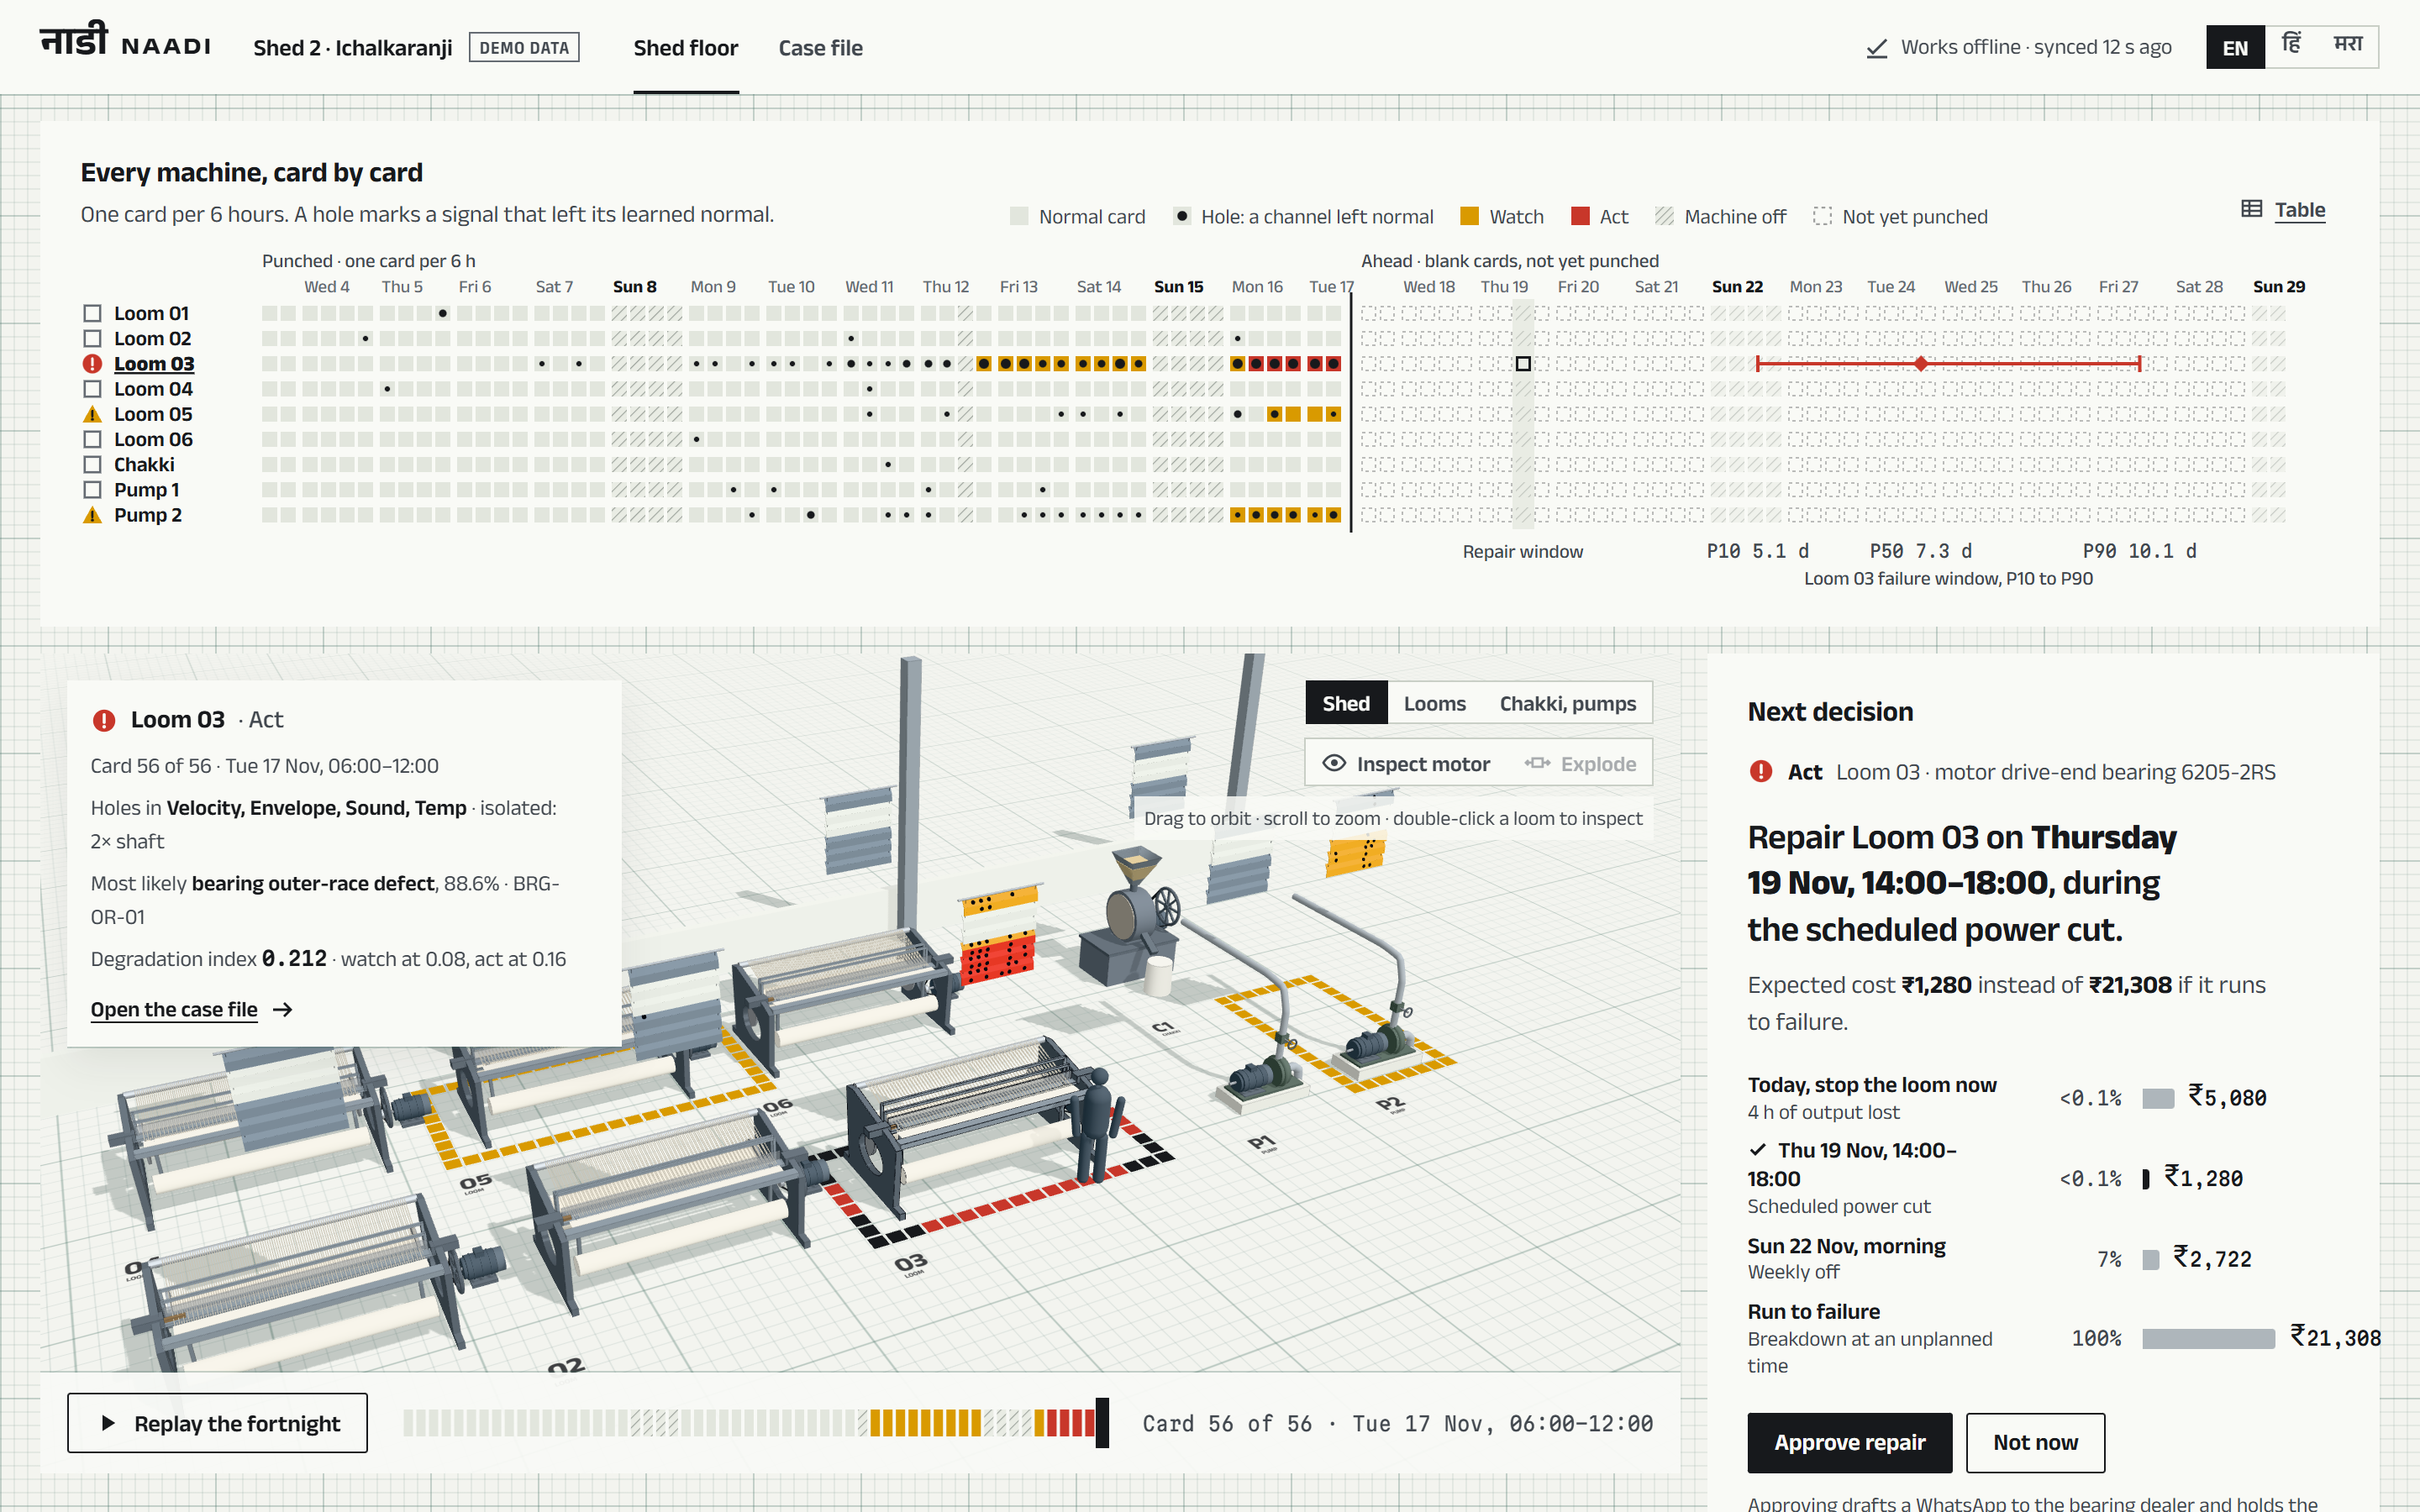 नाडी NAADI
Shed 2 · Ichalkaranji
DEMO DATA
Shed floor
Case file
Works offline · synced 12 s ago
EN
हिं
मरा
Every machine, card by card
One card per 6 hours. A hole marks a signal that left its learned normal.
Normal card
Hole: a channel left normal
Watch
Act
Machine off
Not yet punched
Table
Punched · one card per 6 h
Ahead · blank cards, not yet punched
Wed 4 Thu 5 Fri 6 Sat 7 Sun 8 Mon 9 Tue 10 Wed 11 Thu 12 Fri 13 Sat 14 Sun 15 Mon 16 Tue 17 Wed 18 Thu 19 Fri 20 Sat 21 Sun 22 Mon 23 Tue 24 Wed 25 Thu 26 Fri 27 Sat 28 Sun 29
Loom 01
Loom 02
Loom 03
Loom 04
Loom 05
Loom 06
Chakki
Pump 1
Pump 2
Repair window
P10 5.1 d
P50 7.3 d
P90 10.1 d
Loom 03 failure window, P10 to P90
Loom 03 · Act
Card 56 of 56 · Tue 17 Nov, 06:00–12:00
Holes in Velocity, Envelope, Sound, Temp · isolated:
2× shaft
Most likely bearing outer-race defect, 88.6% · BRG-
OR-01
Degradation index 0.212 · watch at 0.08, act at 0.16
Open the case file →
Shed
Looms
Chakki, pumps
Inspect motor
Explode
Drag to orbit · scroll to zoom · double-click a loom to inspect
C1
P2
PUMP
P1
PUMP
06
LOOM
05
LOOM
03
LOOM
02
Replay the fortnight
Card 56 of 56 · Tue 17 Nov, 06:00–12:00
Next decision
Act Loom 03 · motor drive-end bearing 6205-2RS
Repair Loom 03 on Thursday
19 Nov, 14:00–18:00, during
the scheduled power cut.
Expected cost ₹1,280 instead of ₹21,308 if it runs
to failure.
Today, stop the loom now
4 h of output lost
<0.1% ₹5,080
Thu 19 Nov, 14:00–
18:00
Scheduled power cut
<0.1% ₹1,280
Sun 22 Nov, morning
Weekly off
7% ₹2,722
Run to failure
Breakdown at an unplanned
time
100% ₹21,308
Approve repair
Not now
Approving drafts a WhatsApp to the bearing dealer and holds the